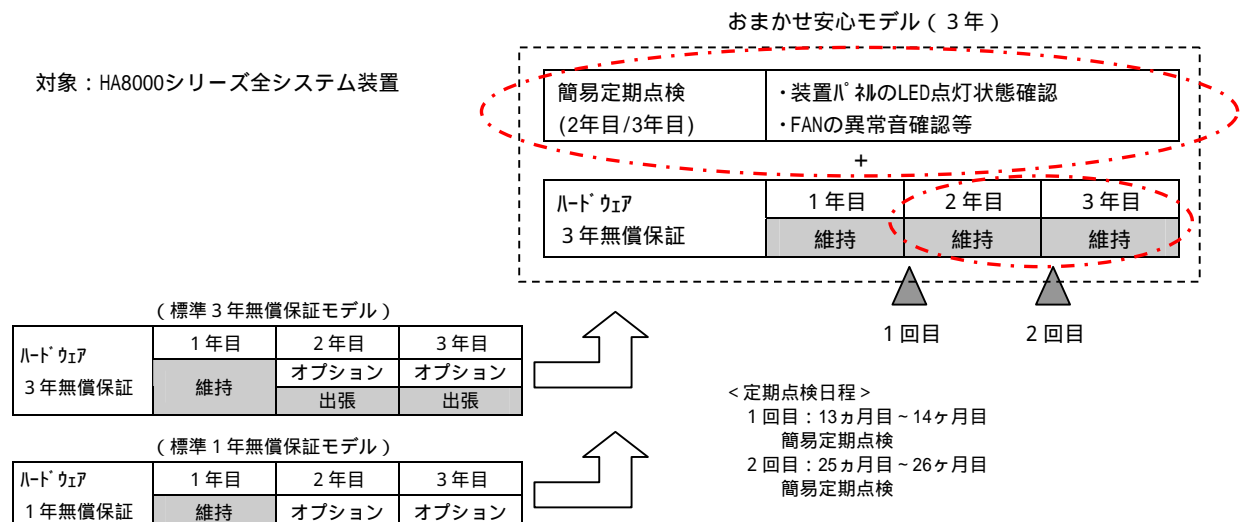 おまかせ安心モデル（３年）
対象：HA8000シリーズ全システム装置
簡易定期点検
(2年目/3年目)
・装置ﾊﾟﾈﾙのLED点灯状態確認
・FANの異常音確認等
+
ﾊｰﾄﾞｳｪｱ
３年無償保証
１年目 ２年目 ３年目
維持 維持 維持
１回目 ２回目
（標準３年無償保証モデル）
ﾊｰﾄﾞｳｪｱ
３年無償保証
１年目 ２年目 ３年目
維持 オプション オプション
出張 出張
＜定期点検日程＞
１回目：13ヵ月目～14ヶ月目
簡易定期点検
２回目：25ヵ月目～26ヶ月目
簡易定期点検
（標準１年無償保証モデル）
ﾊｰﾄﾞｳｪｱ
１年無償保証
１年目 ２年目 ３年目
維持 オプション オプション